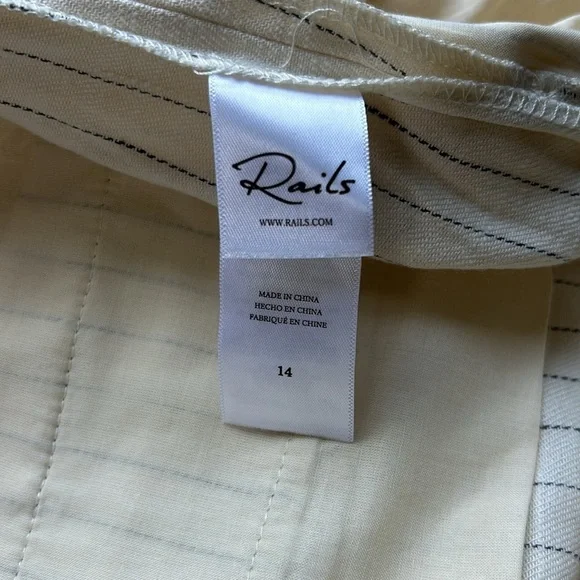 Rails
WWW.RAILS.COM
MADE IN CHINA
HECHO EN CHINA
FABRIQUÉ EN CHINE
14